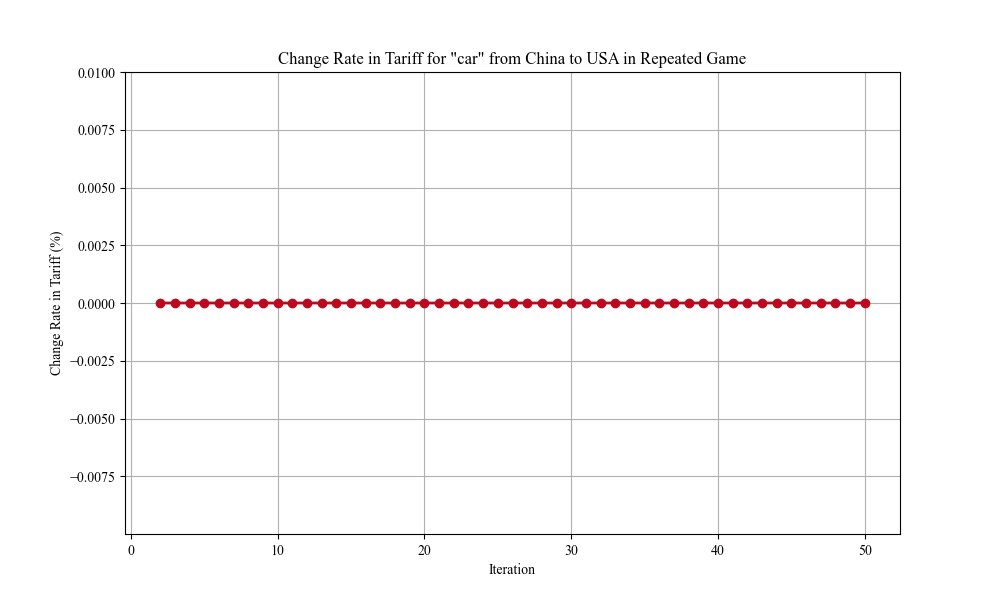 Change Rate in Tariff for "car" from China to USA in Repeated Game
0.0100
0.0075
0.0050
0.0025
0.0000
−0.0025
−0.0050
−0.0075
Change Rate in Tariff (%)
0 10 20 30 40 50
Iteration